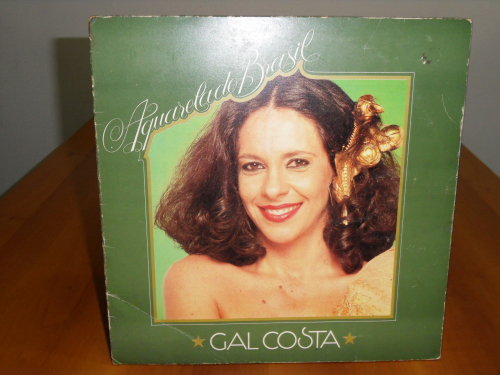 Aquarela do Brasil
★ GAL COSTA ★